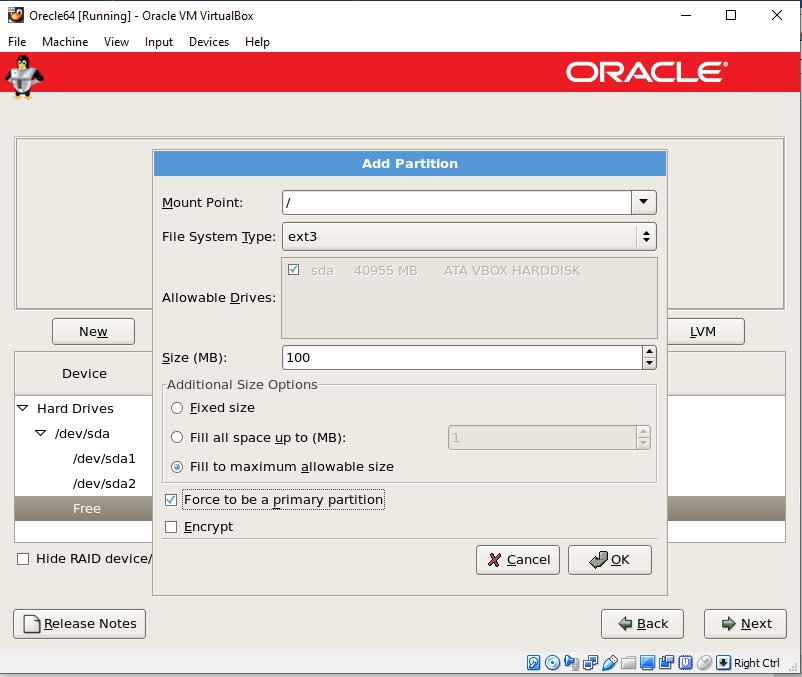 Orecle64 [Running] - Oracle VM VirtualBox
File Machine View Input Devices Help
ORACLE®
Add Partition
Mount Point: /
File System Type: ext3
sda 40955 MB ATA VBOX HARDDISK
Allowable Drives:
New LVM
Size (MB): 100
Device
Additional Size Options
Hard Drives Fixed size
/dev/sda Fill all space up to (MB): 1
/dev/sda1 Fill to maximum allowable size
/dev/sda2
Free Force to be a primary partition
Encrypt
Hide RAID device/ Cancel OK
Release Notes Back Next
Right Ctrl